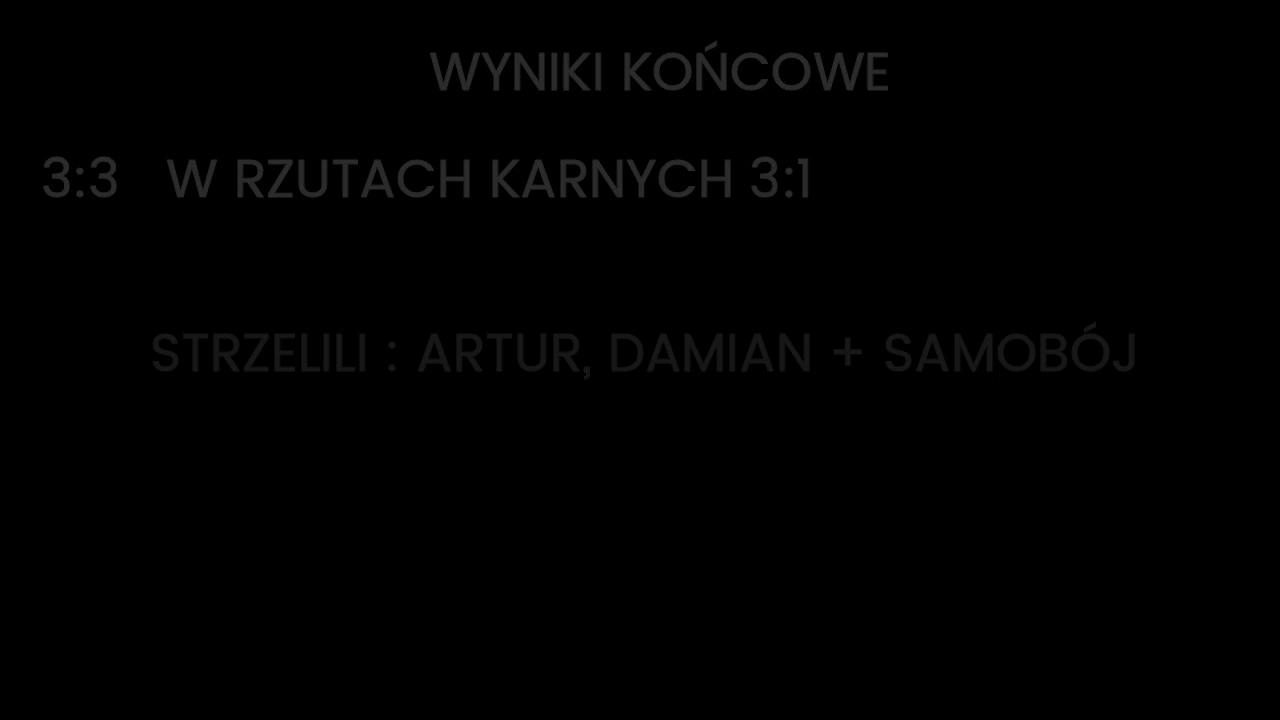 WYNIKI KOŃCOWE
3:3 W RZUTACH KARNYCH 3:1
STRZELILI : ARTUR, DAMIAN + SAMOBÓJ